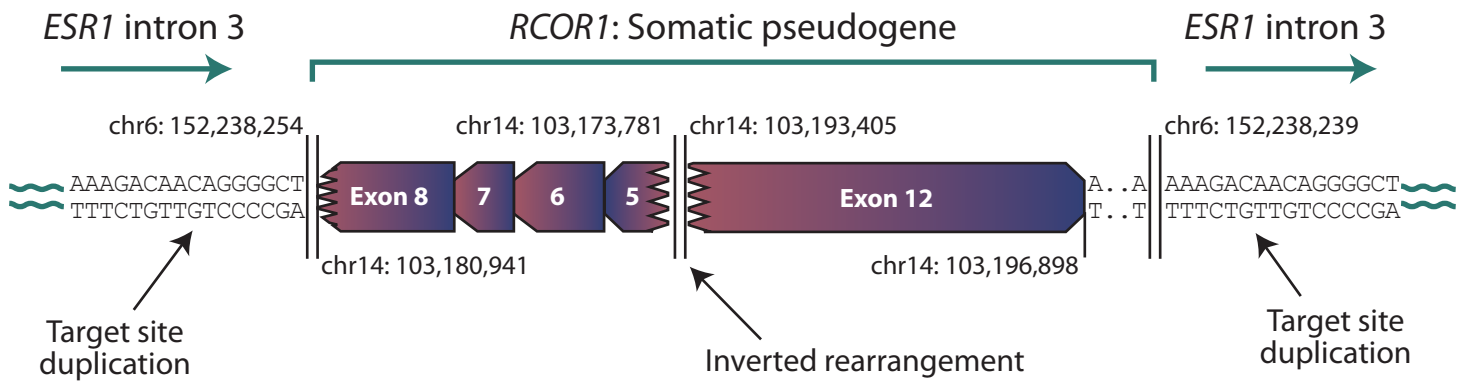 ESR1 intron 3
RCOR1: Somatic pseudogene
ESR1 intron 3
chr6: 152,238,254
chr14: 103,173,781
chr14: 103,193,405
chr6: 152,238,239
AAAGACAACAGGGGCT
TTTCTGTTGTCCCCGA
Exon 8
7
6
5
Exon 12
A..A
T..T
AAAGACAACAGGGGCT
TTTCTGTTGTCCCCGA
chr14: 103,180,941
chr14: 103,196,898
Target site
duplication
Inverted rearrangement
Target site
duplication